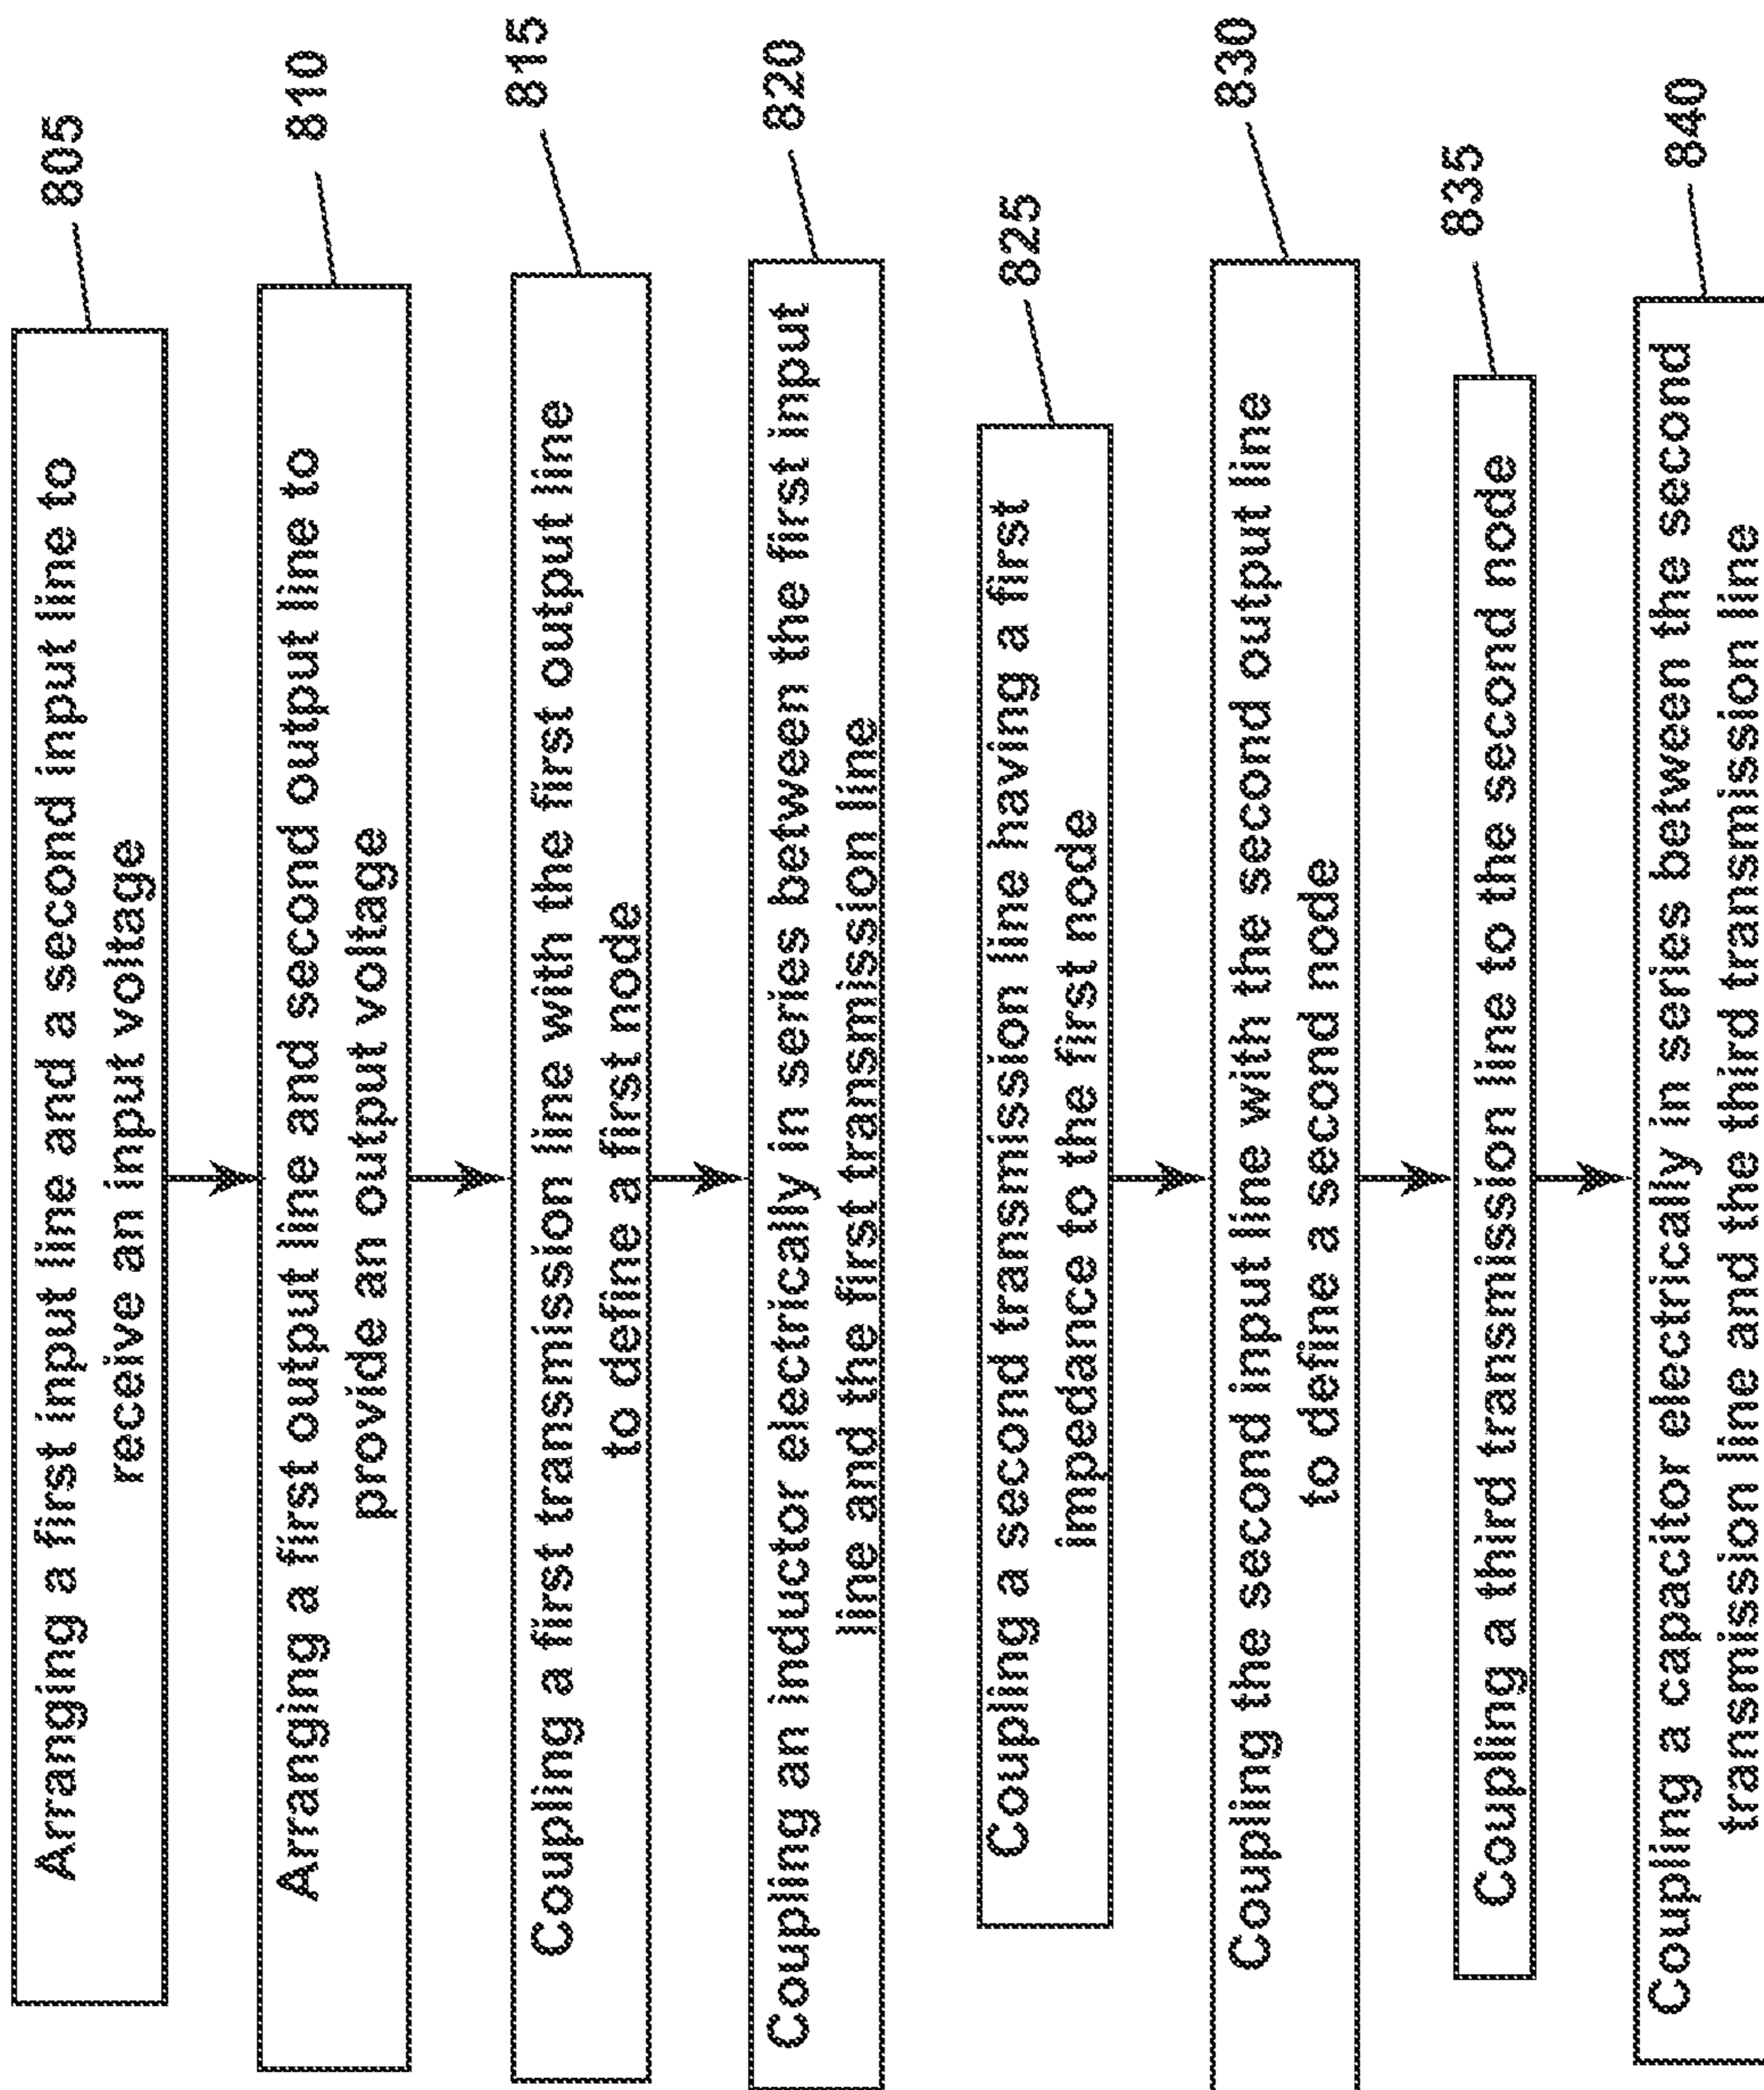 Arranging a first input line and a second input line to
receive an input voltage
805
Arranging a first output line and second output line to
provide an output voltage
810
Coupling a first transmission line with the first output line
to define a first node
815
Coupling an inductor electrically in series between the first input
line and the first transmission line
820
Coupling a second transmission line having a first
impedance to the first node
825
Coupling the second input line with the second output line
to define a second node
830
Coupling a third transmission line to the second node
835
Coupling a capacitor electrically in series between the second
transmission line and the third transmission line
840